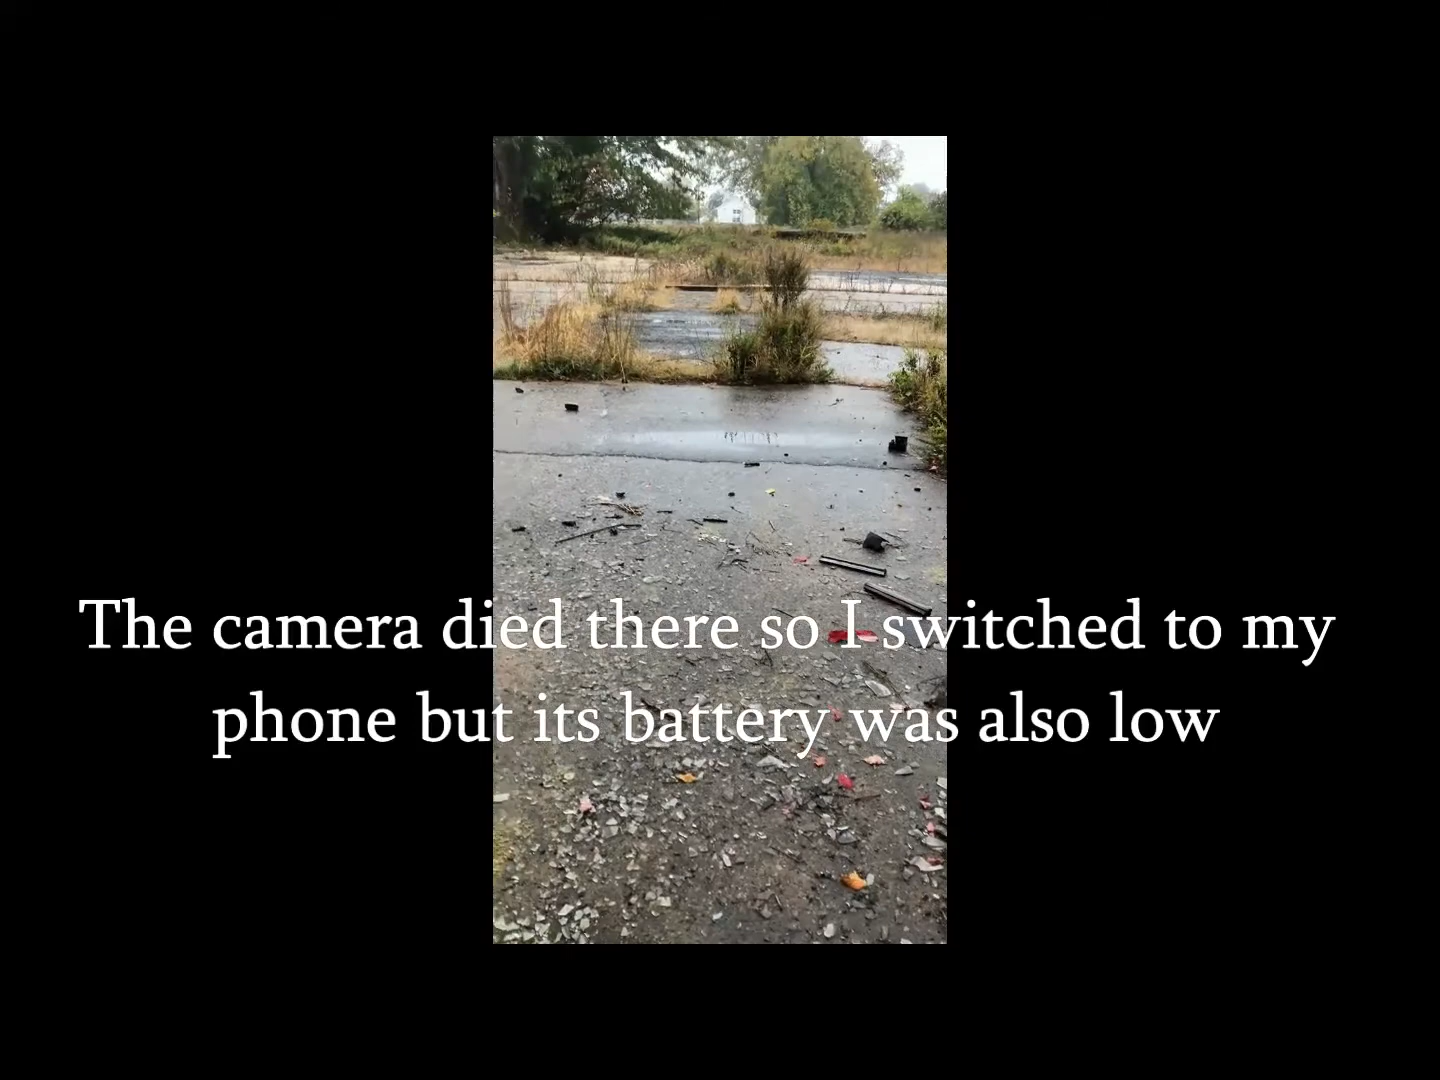 The camera died there so I switched to my
phone but its battery was also low